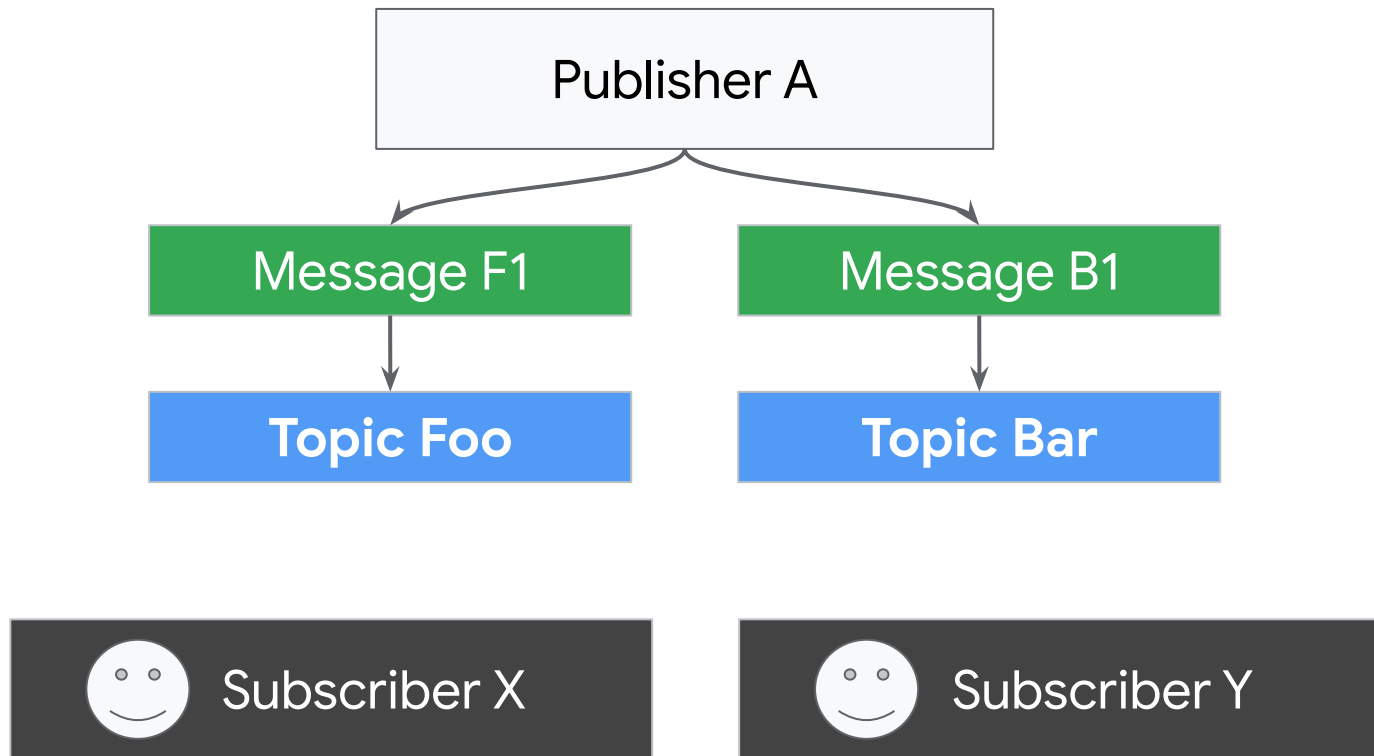 Publisher A
Message F1
Message B1
Topic Foo
Topic Bar
Subscriber X
Subscriber Y